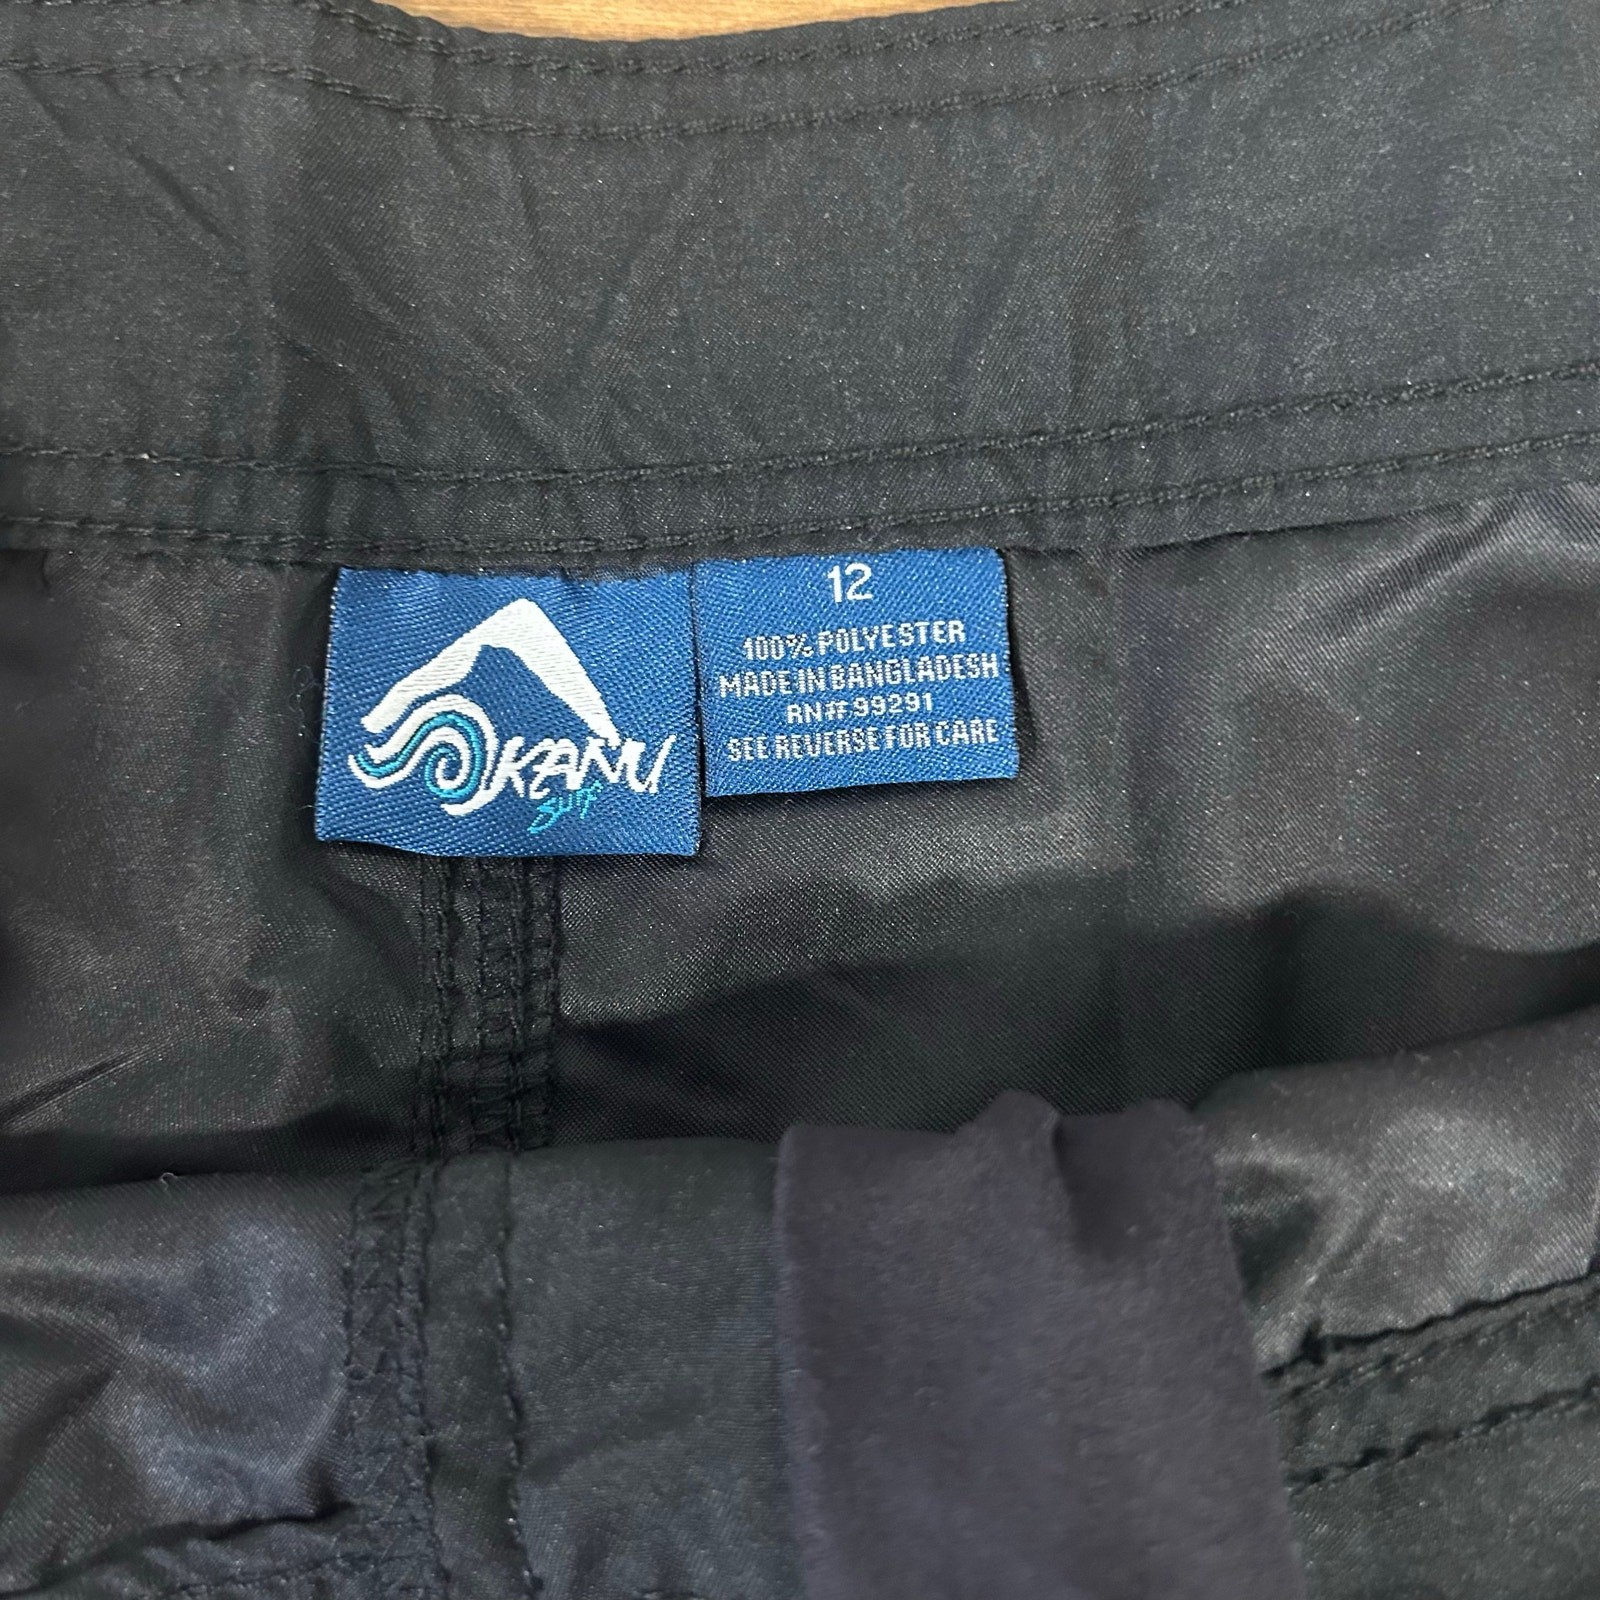 KANU
Surf
12
100% POLYESTER
MADE IN BANGLADESH
RN# 99291
SEE REVERSE FOR CARE